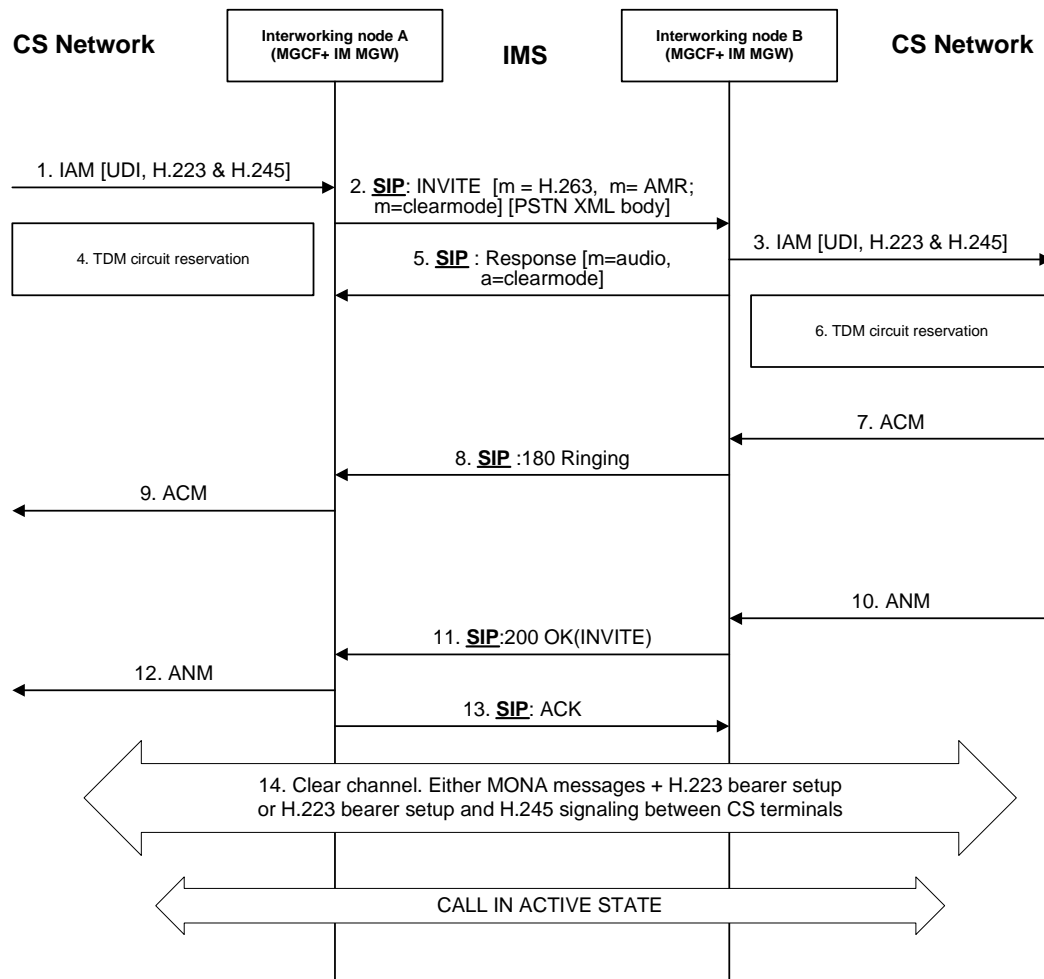 CS Network
Interworking node A
(MGCF+ IM MGW)
IMS
Interworking node B
(MGCF+ IM MGW)
CS Network
1. IAM [UDI, H.223 & H.245]
2. SIP: INVITE [m = H.263, m= AMR;
m=clearmode] [PSTN XML body]
3. IAM [UDI, H.223 & H.245]
4. TDM circuit reservation
5. SIP : Response [m=audio,
a=clearmode]
6. TDM circuit reservation
7. ACM
8. SIP :180 Ringing
9. ACM
10. ANM
11. SIP:200 OK(INVITE)
12. ANM
13. SIP: ACK
14. Clear channel. Either MONA messages + H.223 bearer setup
or H.223 bearer setup and H.245 signaling between CS terminals
CALL IN ACTIVE STATE